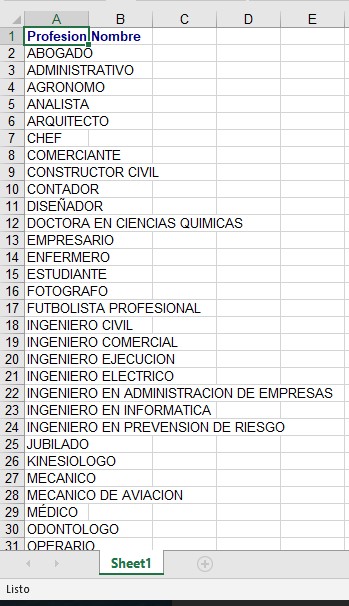 A B C D E
1 Profesion Nombre
2 ABOGADO
3 ADMINISTRATIVO
4 AGRONOMO
5 ANALISTA
6 ARQUITECTO
7 CHEF
8 COMERCIANTE
9 CONSTRUCTOR CIVIL
10 CONTADOR
11 DISEÑADOR
12 DOCTORA EN CIENCIAS QUIMICAS
13 EMPRESARIO
14 ENFERMERO
15 ESTUDIANTE
16 FOTOGRAFO
17 FUTBOLISTA PROFESIONAL
18 INGENIERO CIVIL
19 INGENIERO COMERCIAL
20 INGENIERO EJECUCION
21 INGENIERO ELECTRICO
22 INGENIERO EN ADMINISTRACION DE EMPRESAS
23 INGENIERO EN INFORMATICA
24 INGENIERO EN PREVENSION DE RIESGO
25 JUBILADO
26 KINESIOLOGO
27 MECANICO
28 MECANICO DE AVIACION
29 MÉDICO
30 ODONTOLOGO
31 OPERARIO
Sheet1
Listo